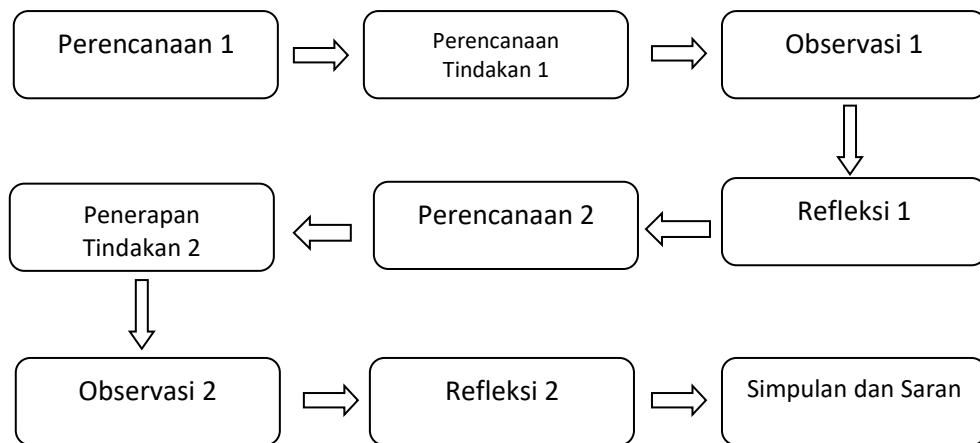 Perencanaan 1
Perencanaan
Tindakan 1
Observasi 1
Refleksi 1
Perencanaan 2
Penerapan
Tindakan 2
Observasi 2
Refleksi 2
Simpulan dan Saran